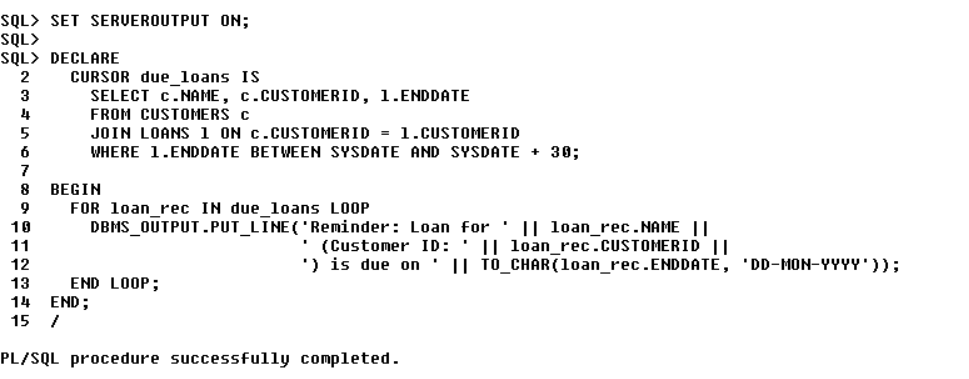 SQL> SET SERVEROUTPUT ON;
SQL>
SQL> DECLARE
  2    CURSOR due_loans IS
  3      SELECT c.NAME, c.CUSTOMERID, l.ENDDATE
  4      FROM CUSTOMERS c
  5      JOIN LOANS l ON c.CUSTOMERID = l.CUSTOMERID
  6      WHERE l.ENDDATE BETWEEN SYSDATE AND SYSDATE + 30;
  7
  8  BEGIN
  9    FOR loan_rec IN due_loans LOOP
 10      DBMS_OUTPUT.PUT_LINE('Reminder: Loan for ' || loan_rec.NAME ||
 11                           ' (Customer ID: ' || loan_rec.CUSTOMERID ||
 12                           ') is due on ' || TO_CHAR(loan_rec.ENDDATE, 'DD-MON-YYYY'));
 13    END LOOP;
 14  END;
 15  /
PL/SQL procedure successfully completed.